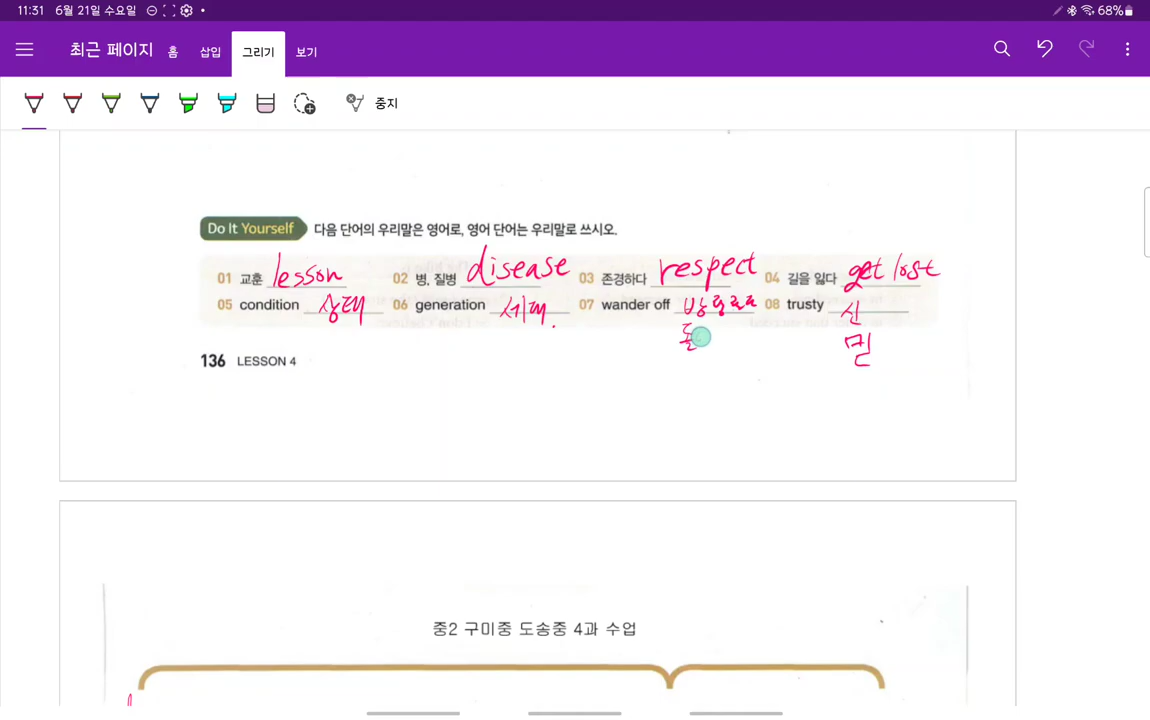 11:31 6월 21일 수요일 68%
최근 페이지 홈 삽입 그리기 보기
중지
Do It Yourself 다음 단어의 우리말은 영어로, 영어 단어는 우리말로 쓰시오.
01 교훈 lesson 02 병, 질병 disease 03 존경하다 respect 04 길을 잃다 get lost
05 condition 상태 06 generation 세대. 07 wander off 08 trusty 신
믿
136 LESSON 4
중2 구미중 도송중 4과 수업